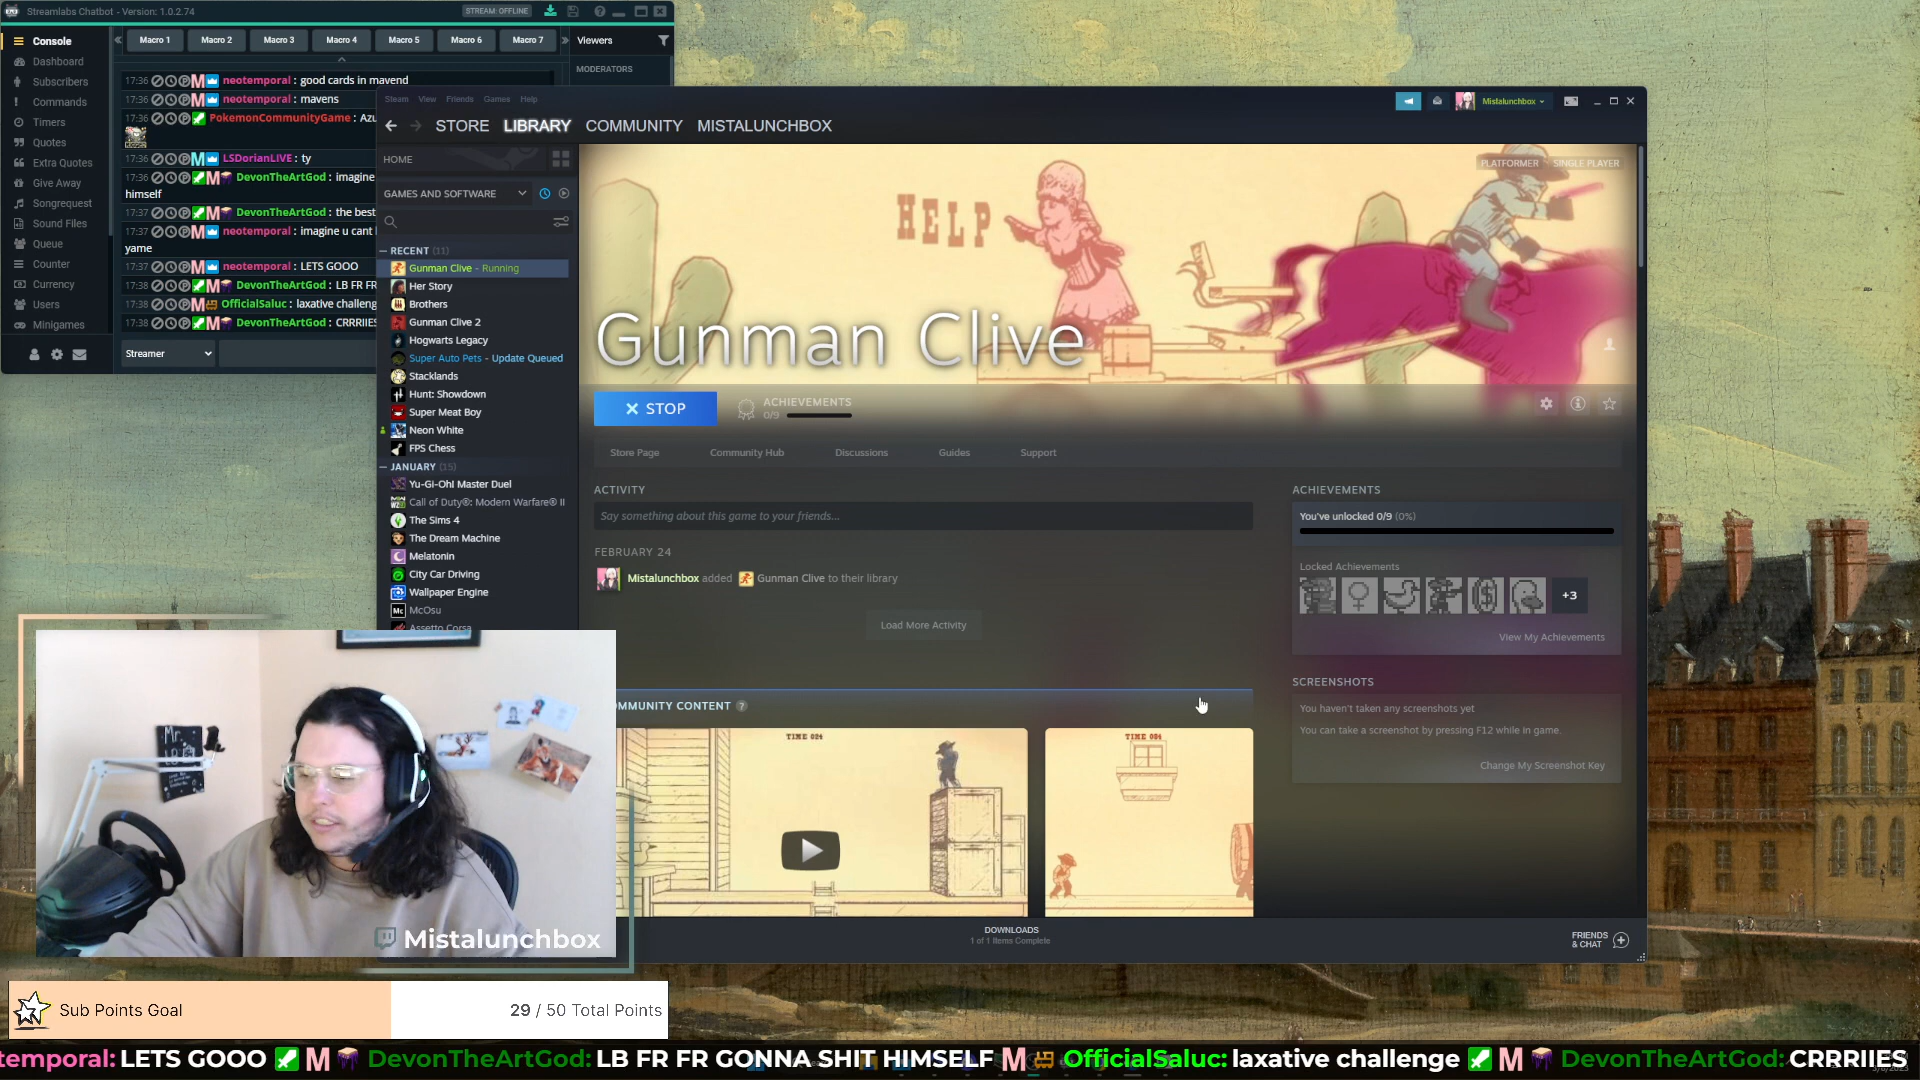 Streamlabs Chatbot - Version: 1.0.2.74
STREAM: OFFLINE
Console
Dashboard
Subscribers
Commands
Timers
Quotes
Extra Quotes
Give Away
Songrequest
Sound Files
Queue
Counter
Currency
Users
Minigames
Macro 1
Macro 2
Macro 3
Macro 4
Macro 5
Macro 6
Macro 7
Viewers
MODERATORS
17:36 neotemporal : good cards in mavend
17:36 neotemporal : mavens
17:36 PokemonCommunityGame : Azu
17:36 LSDorianLIVE : ty
17:36 DevonTheArtGod : imagine
himself
17:37 DevonTheArtGod : the best
17:37 neotemporal : imagine u cant
yame
17:37 neotemporal : LETS GOOO
17:38 DevonTheArtGod : LB FR FR
17:38 OfficialSaluc : laxative challeng
17:38 DevonTheArtGod : CRRRIIES
Streamer
Steam View Friends Games Help
Mistalunchbox
STORE LIBRARY COMMUNITY MISTALUNCHBOX
HOME
GAMES AND SOFTWARE
RECENT (11)
Gunman Clive - Running
Her Story
Brothers
Gunman Clive 2
Hogwarts Legacy
Super Auto Pets - Update Queued
Stacklands
Hunt: Showdown
Super Meat Boy
Neon White
FPS Chess
JANUARY (15)
Yu-Gi-Oh! Master Duel
Call of Duty®: Modern Warfare® II
The Sims 4
The Dream Machine
Melatonin
City Car Driving
Wallpaper Engine
McOsu
Assetto Corsa
PLATFORMER SINGLE PLAYER
HELP
Gunman Clive
STOP
ACHIEVEMENTS
0/9
Store Page
Community Hub
Discussions
Guides
Support
ACTIVITY
Say something about this game to your friends...
FEBRUARY 24
Mistalunchbox added Gunman Clive to their library
Load More Activity
ACHIEVEMENTS
You've unlocked 0/9 (0%)
Locked Achievements
+3
View My Achievements
SCREENSHOTS
You haven't taken any screenshots yet
You can take a screenshot by pressing F12 while in game.
Change My Screenshot Key
OMMUNITY CONTENT ?
TIME 024
DOWNLOADS
1 of 1 Items Complete
FRIENDS
& CHAT
Mr.
Mistalunchbox
Sub Points Goal
29 / 50 Total Points
temporal: LETS GOOO DevonTheArtGod: LB FR FR GONNA SHIT HIMSELF OfficialSaluc: laxative challenge DevonTheArtGod: CRRRIIES